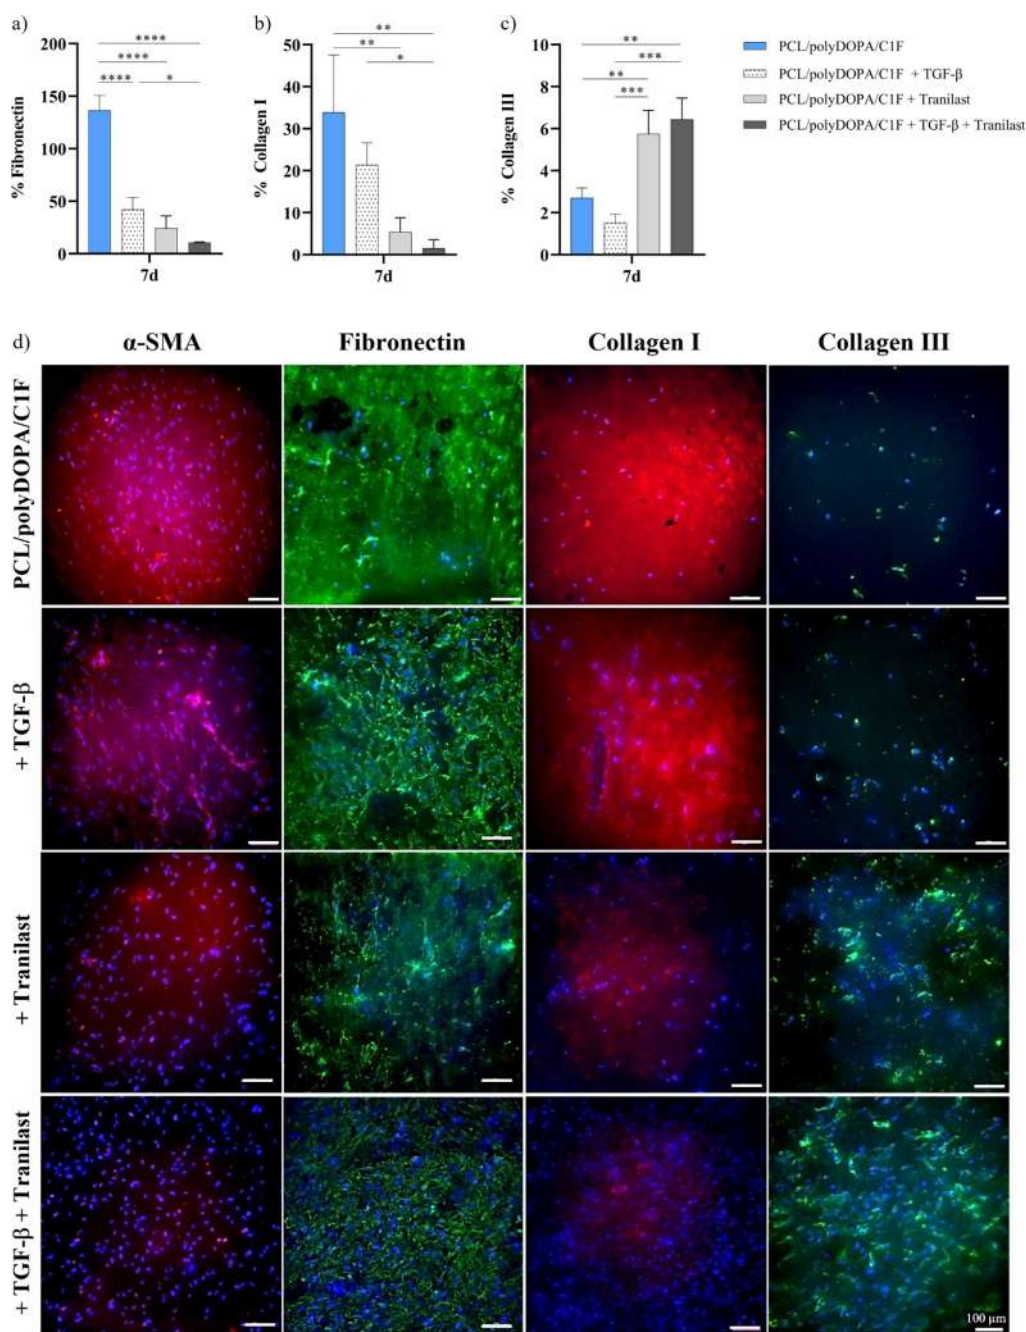 a)
b)
c)
****
****
****
*
% Fibronectin
200
150
100
50
0
7d
**
**
*
% Collagen I
50
40
30
20
10
0
7d
**
***
**
***
% Collagen III
10
8
6
4
2
0
7d
PCL/polyDOPA/C1F
PCL/polyDOPA/C1F + TGF-β
PCL/polyDOPA/C1F + Tranilast
PCL/polyDOPA/C1F + TGF-β + Tranilast
d)
α-SMA
Fibronectin
Collagen I
Collagen III
PCL/polyDOPA/C1F
+ TGF-β
+ Tranilast
+ TGF-β + Tranilast
100 μm